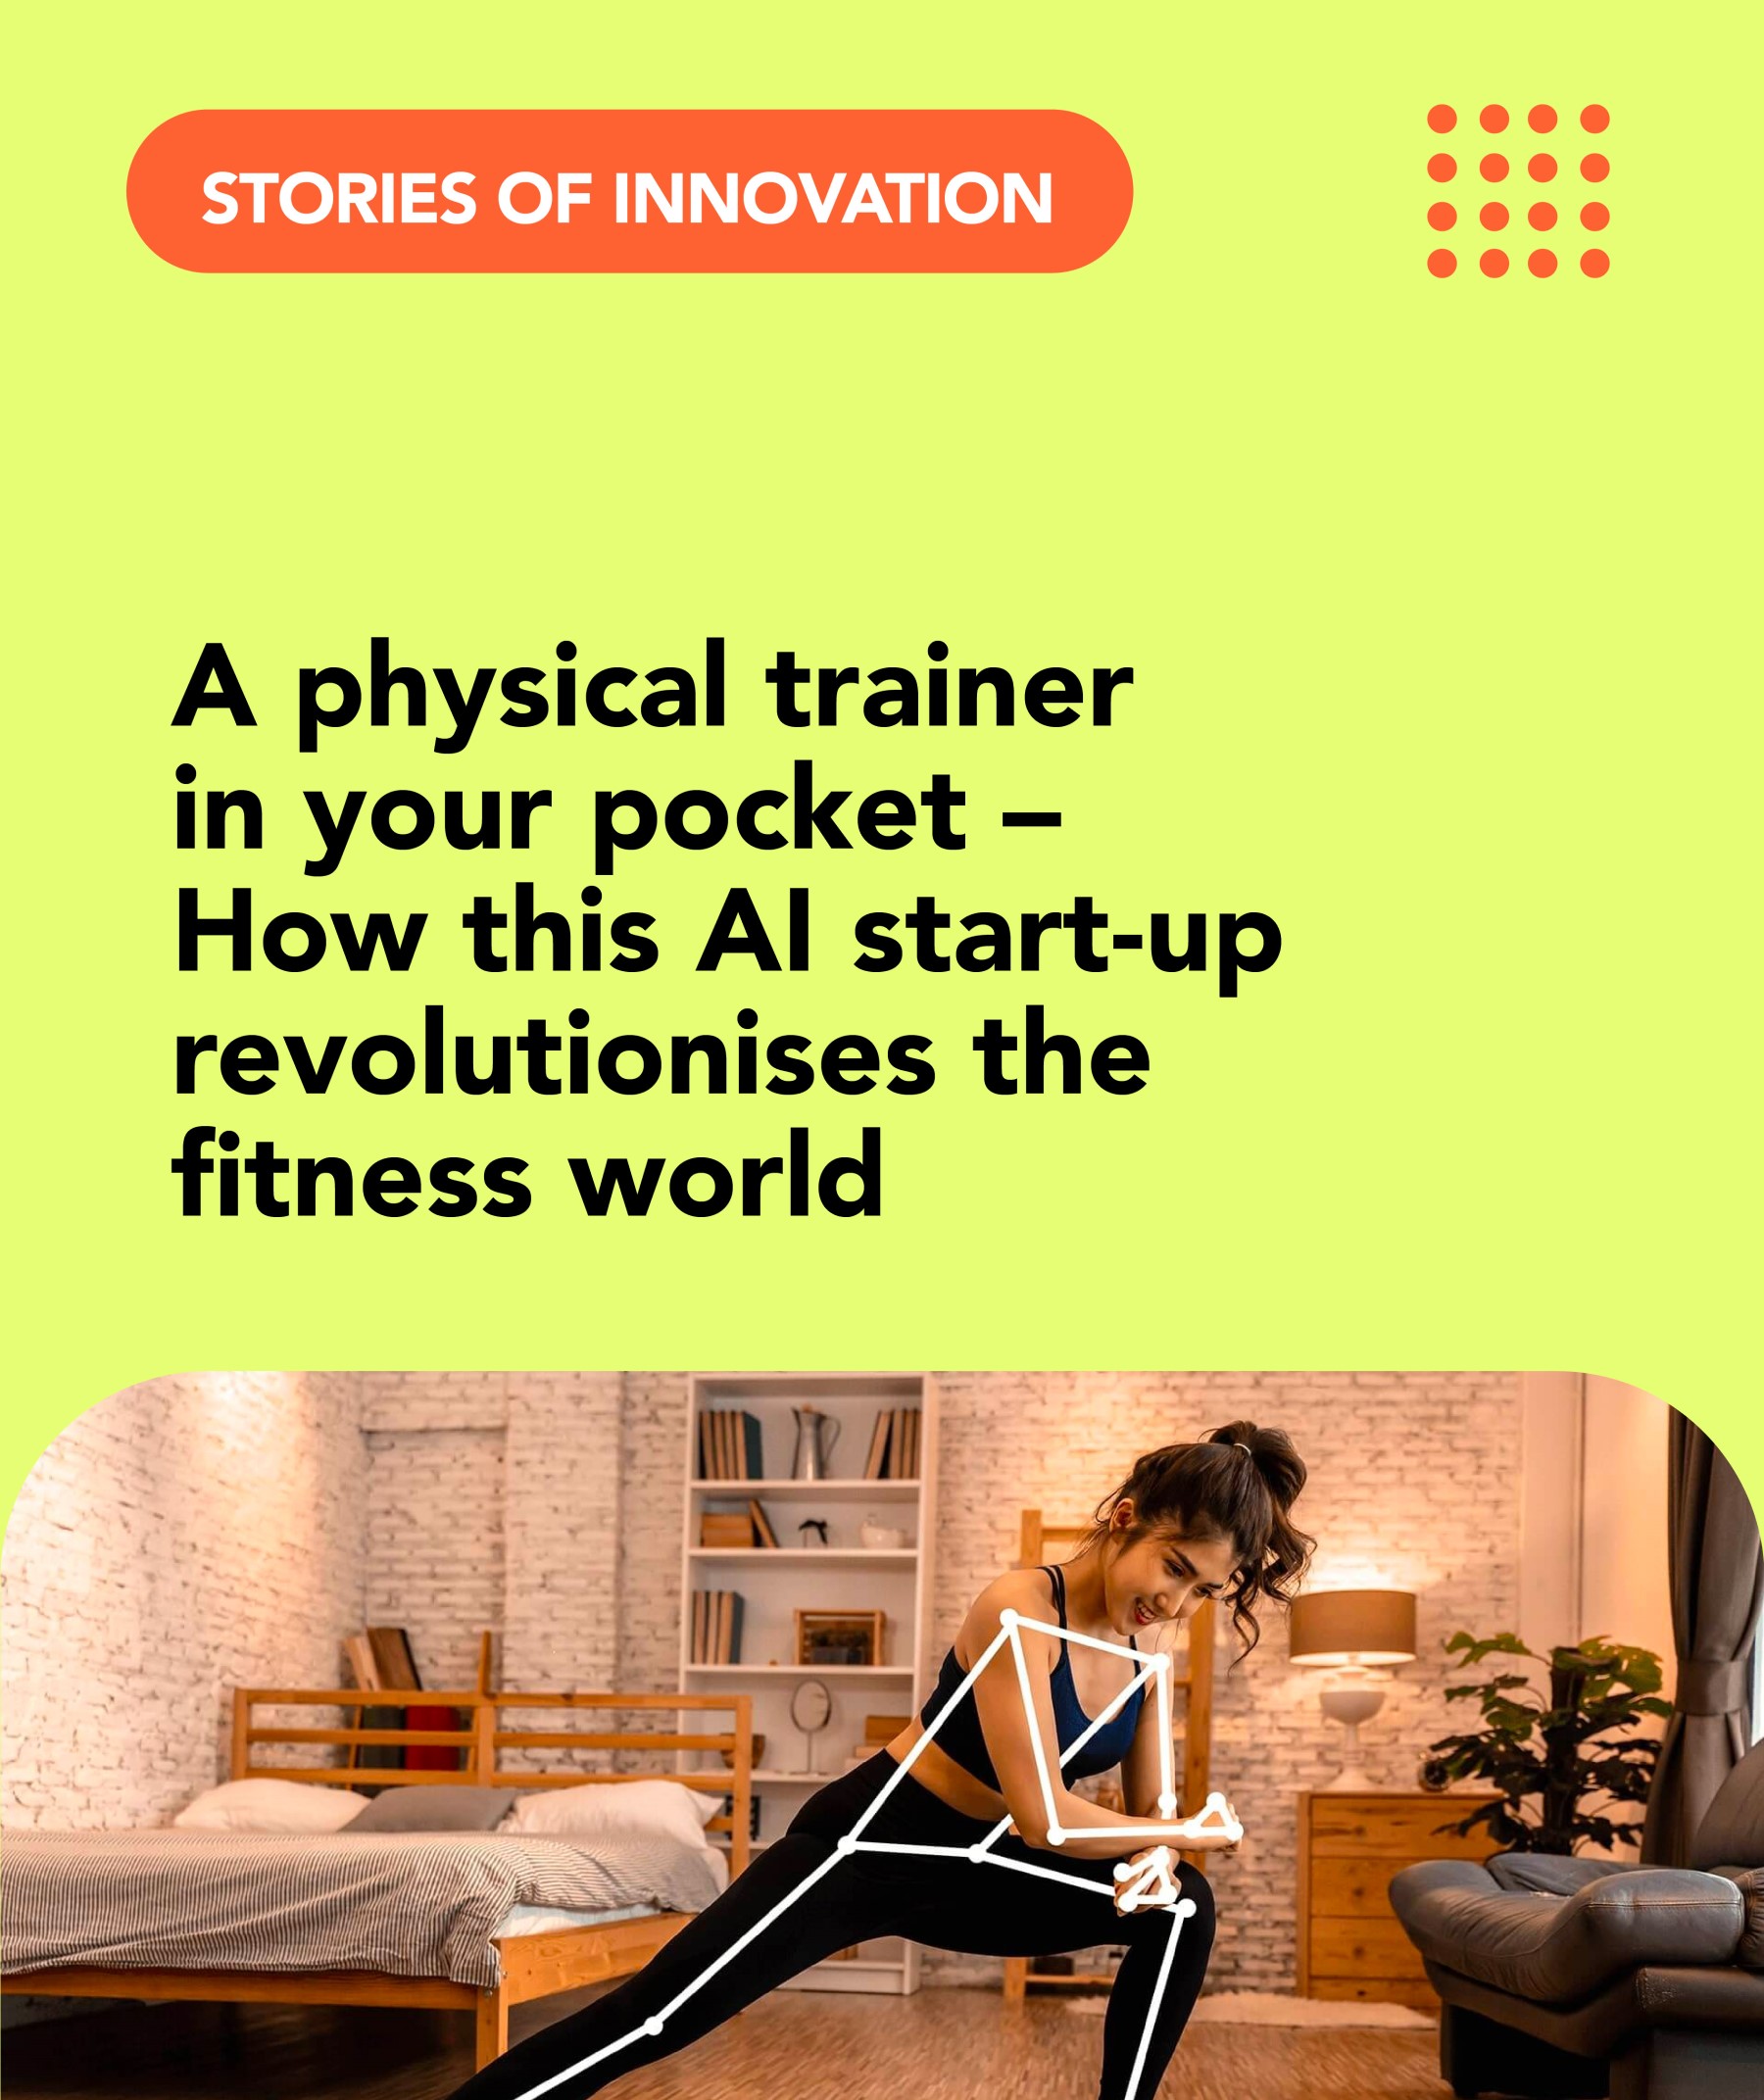 STORIES OF INNOVATION
A physical trainer
in your pocket –
How this AI start-up
revolutionises the
fitness world